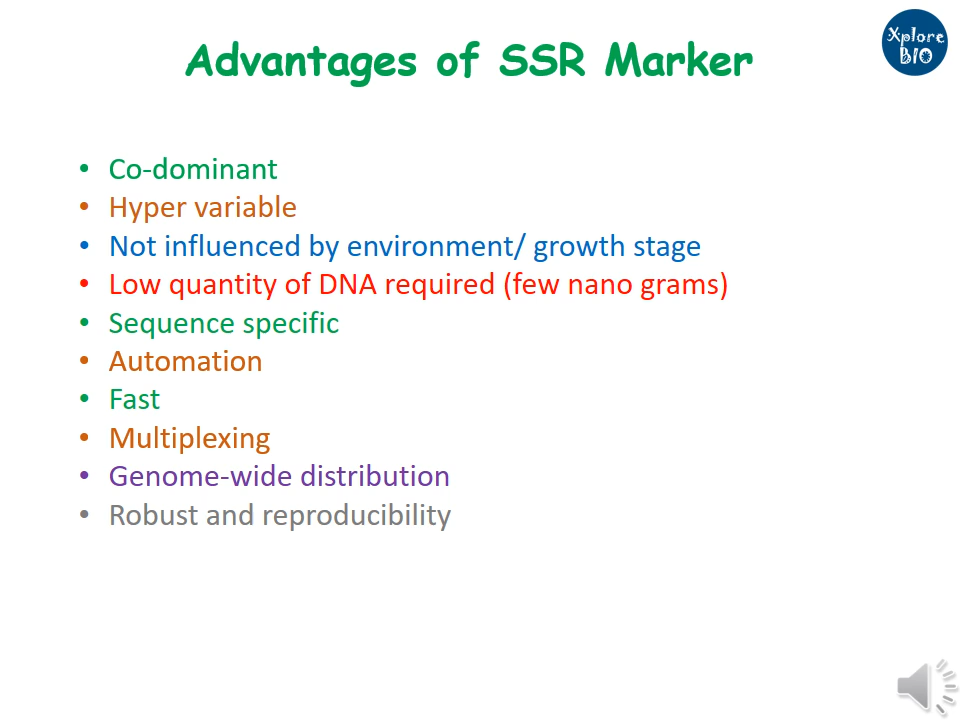 Advantages of SSR Marker
Xplore
BIO
• Co-dominant
• Hyper variable
• Not influenced by environment/ growth stage
• Low quantity of DNA required (few nano grams)
• Sequence specific
• Automation
• Fast
• Multiplexing
• Genome-wide distribution
• Robust and reproducibility